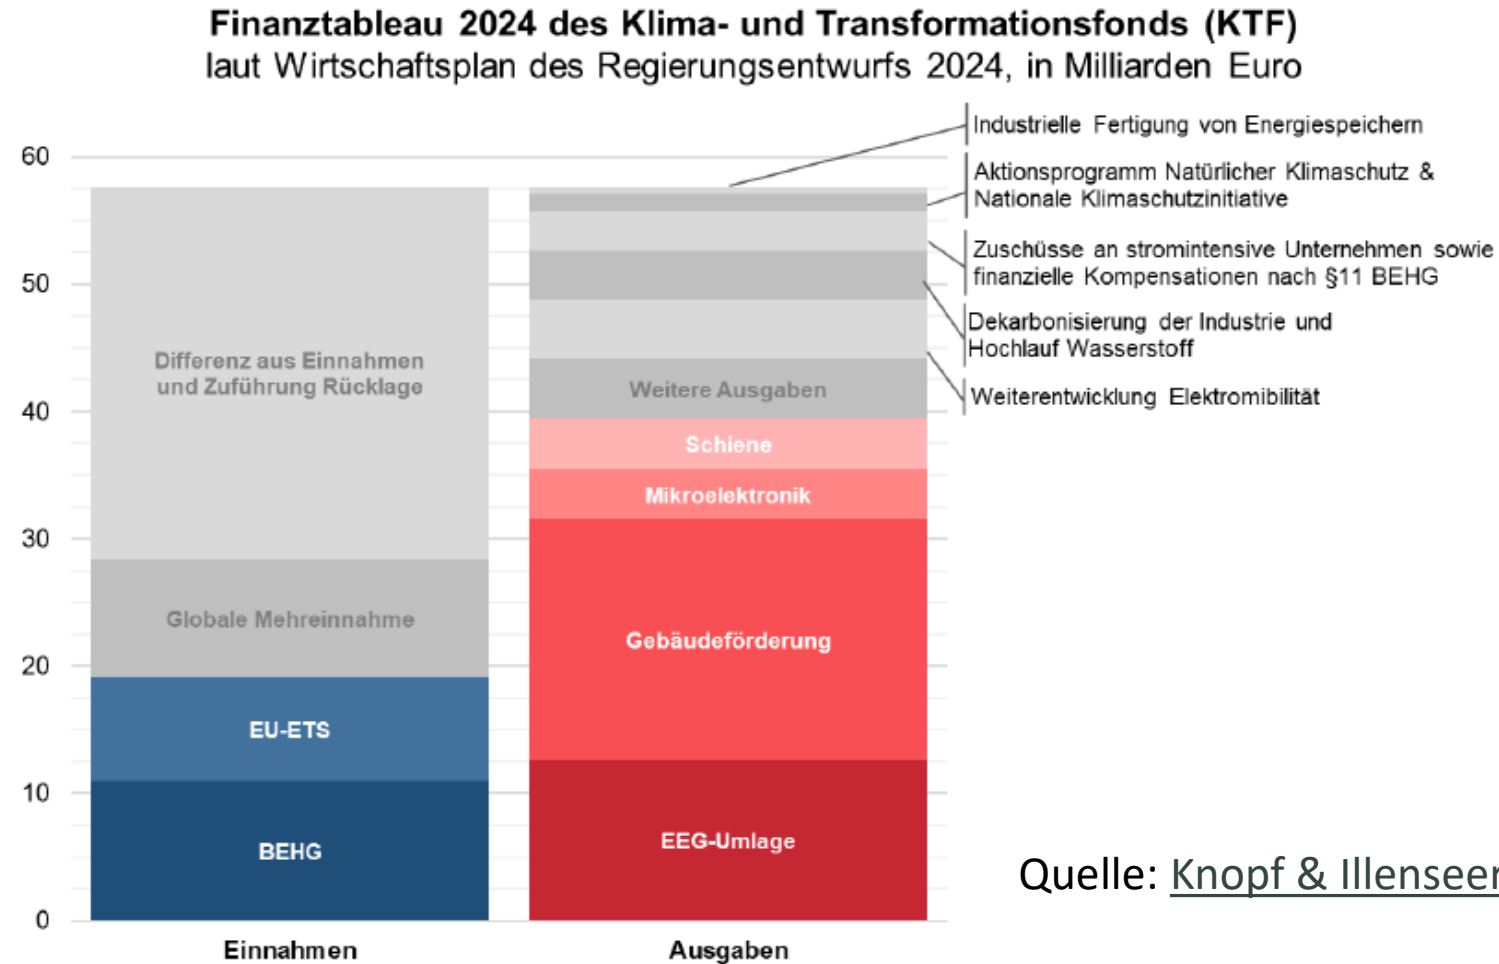 Finanztableau 2024 des Klima- und Transformationsfonds (KTF)
laut Wirtschaftsplan des Regierungsentwurfs 2024, in Milliarden Euro
60
50
40
30
20
10
0
Differenz aus Einnahmen
und Zuführung Rücklage
Globale Mehreinnahme
EU-ETS
BEHG
Einnahmen
Weitere Ausgaben
Schiene
Mikroelektronik
Gebäudeförderung
EEG-Umlage
Ausgaben
Industrielle Fertigung von Energiespeichern
Aktionsprogramm Natürlicher Klimaschutz &
Nationale Klimaschutzinitiative
Zuschüsse an stromintensive Unternehmen sowie
finanzielle Kompensationen nach §11 BEHG
Dekarbonisierung der Industrie und
Hochlauf Wasserstoff
Weiterentwicklung Elektromibilität
Quelle: Knopf & Illenseer